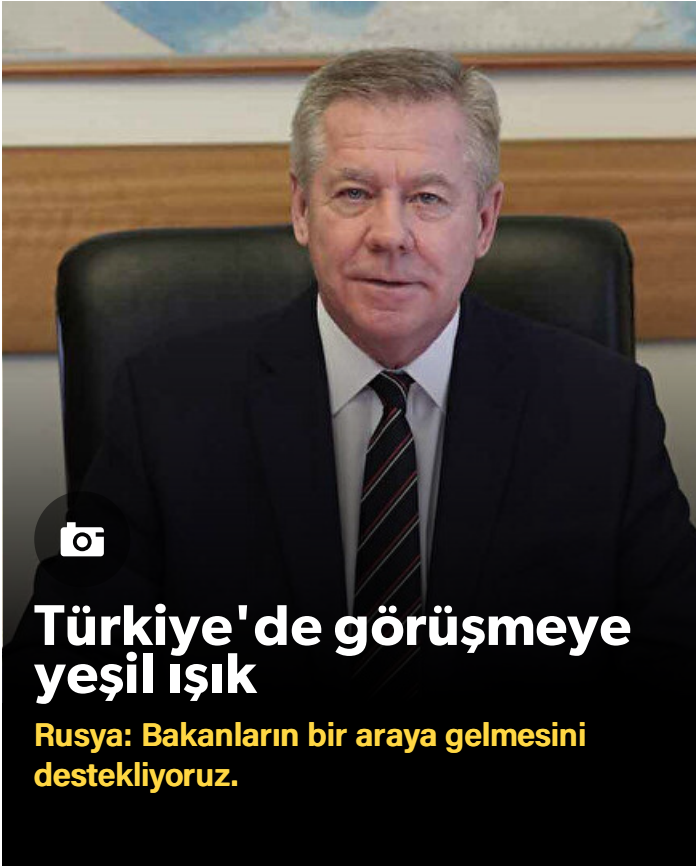 Türkiye'de görüşmeye
yeşil ışık
Rusya: Bakanların bir araya gelmesini
destekliyoruz.